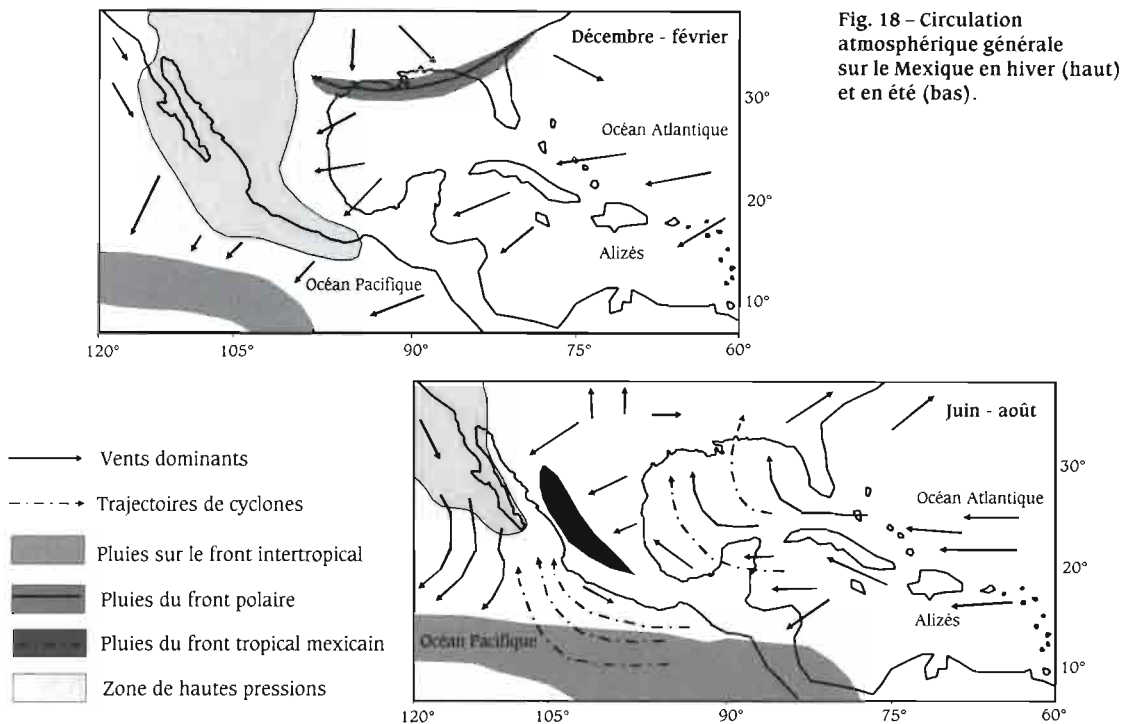 Fig. 18 – Circulation
atmosphérique générale
sur le Mexique en hiver (haut)
et en été (bas).
Décembre - février
30°
Océan Atlantique
20°
Alizés
Océan Pacifique
10°
120° 105° 90° 75° 60°
Juin - août
30°
Océan Atlantique
20°
Alizés
Océan Pacifique
10°
120° 105° 90° 75° 60°
Vents dominants
Trajectoires de cyclones
Pluies sur le front intertropical
Pluies du front polaire
Pluies du front tropical mexicain
Zone de hautes pressions